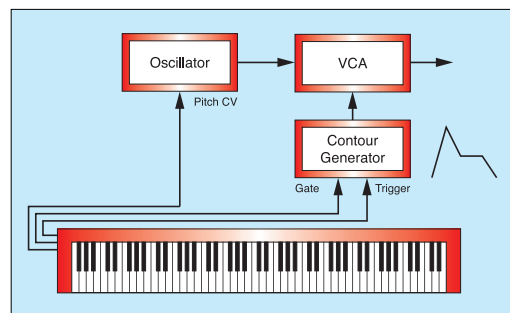 Oscillator
VCA
Pitch CV
Contour
Generator
Gate
Trigger